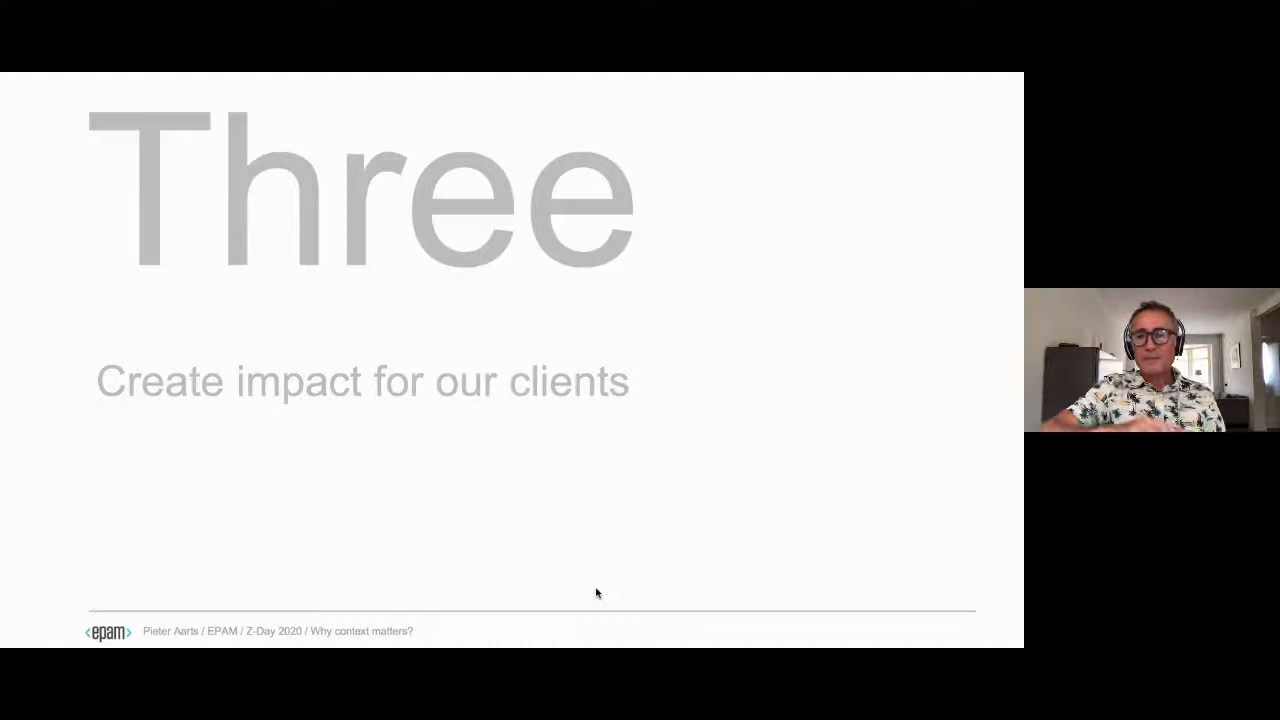 Three
Create impact for our clients
<epam> Pieter Aarts / EPAM / Z-Day 2020 / Why context matters?